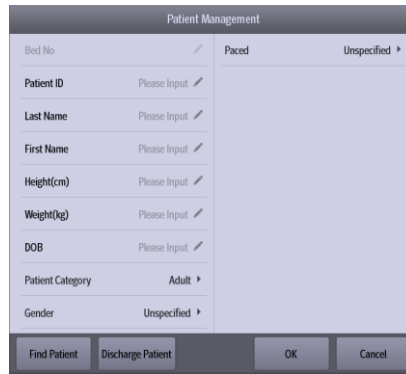 Patient Management
Bed No
Patient ID Please Input
Last Name Please Input
First Name Please Input
Height(cm) Please Input
Weight(kg) Please Input
DOB Please Input
Patient Category Adult
Gender Unspecified
Paced Unspecified
Find Patient Discharge Patient OK Cancel